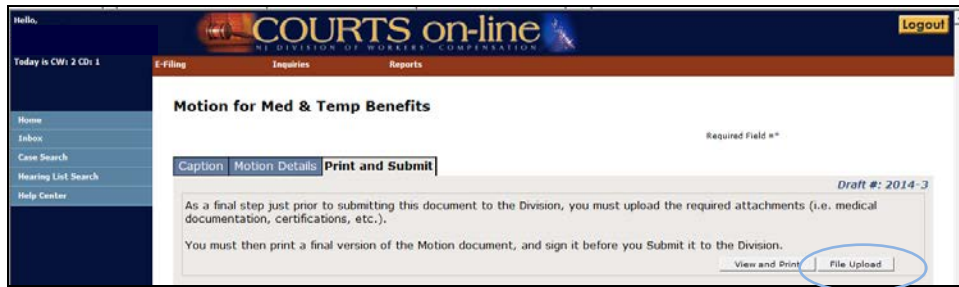 Hello,
COURTS on-line
NJ DIVISION OF WORKERS' COMPENSATION
Logout
Today is CW: 2 CD: 1
E-Filing Inquiries Reports
Motion for Med & Temp Benefits
Home
Required Field =*
Inbox
Case Search
Caption Motion Details Print and Submit
Hearing List Search
Draft #: 2014-3
Help Center
As a final step just prior to submitting this document to the Division, you must upload the required attachments (i.e. medical
documentation, certifications, etc.).
You must then print a final version of the Motion document, and sign it before you Submit it to the Division.
View and Print File Upload